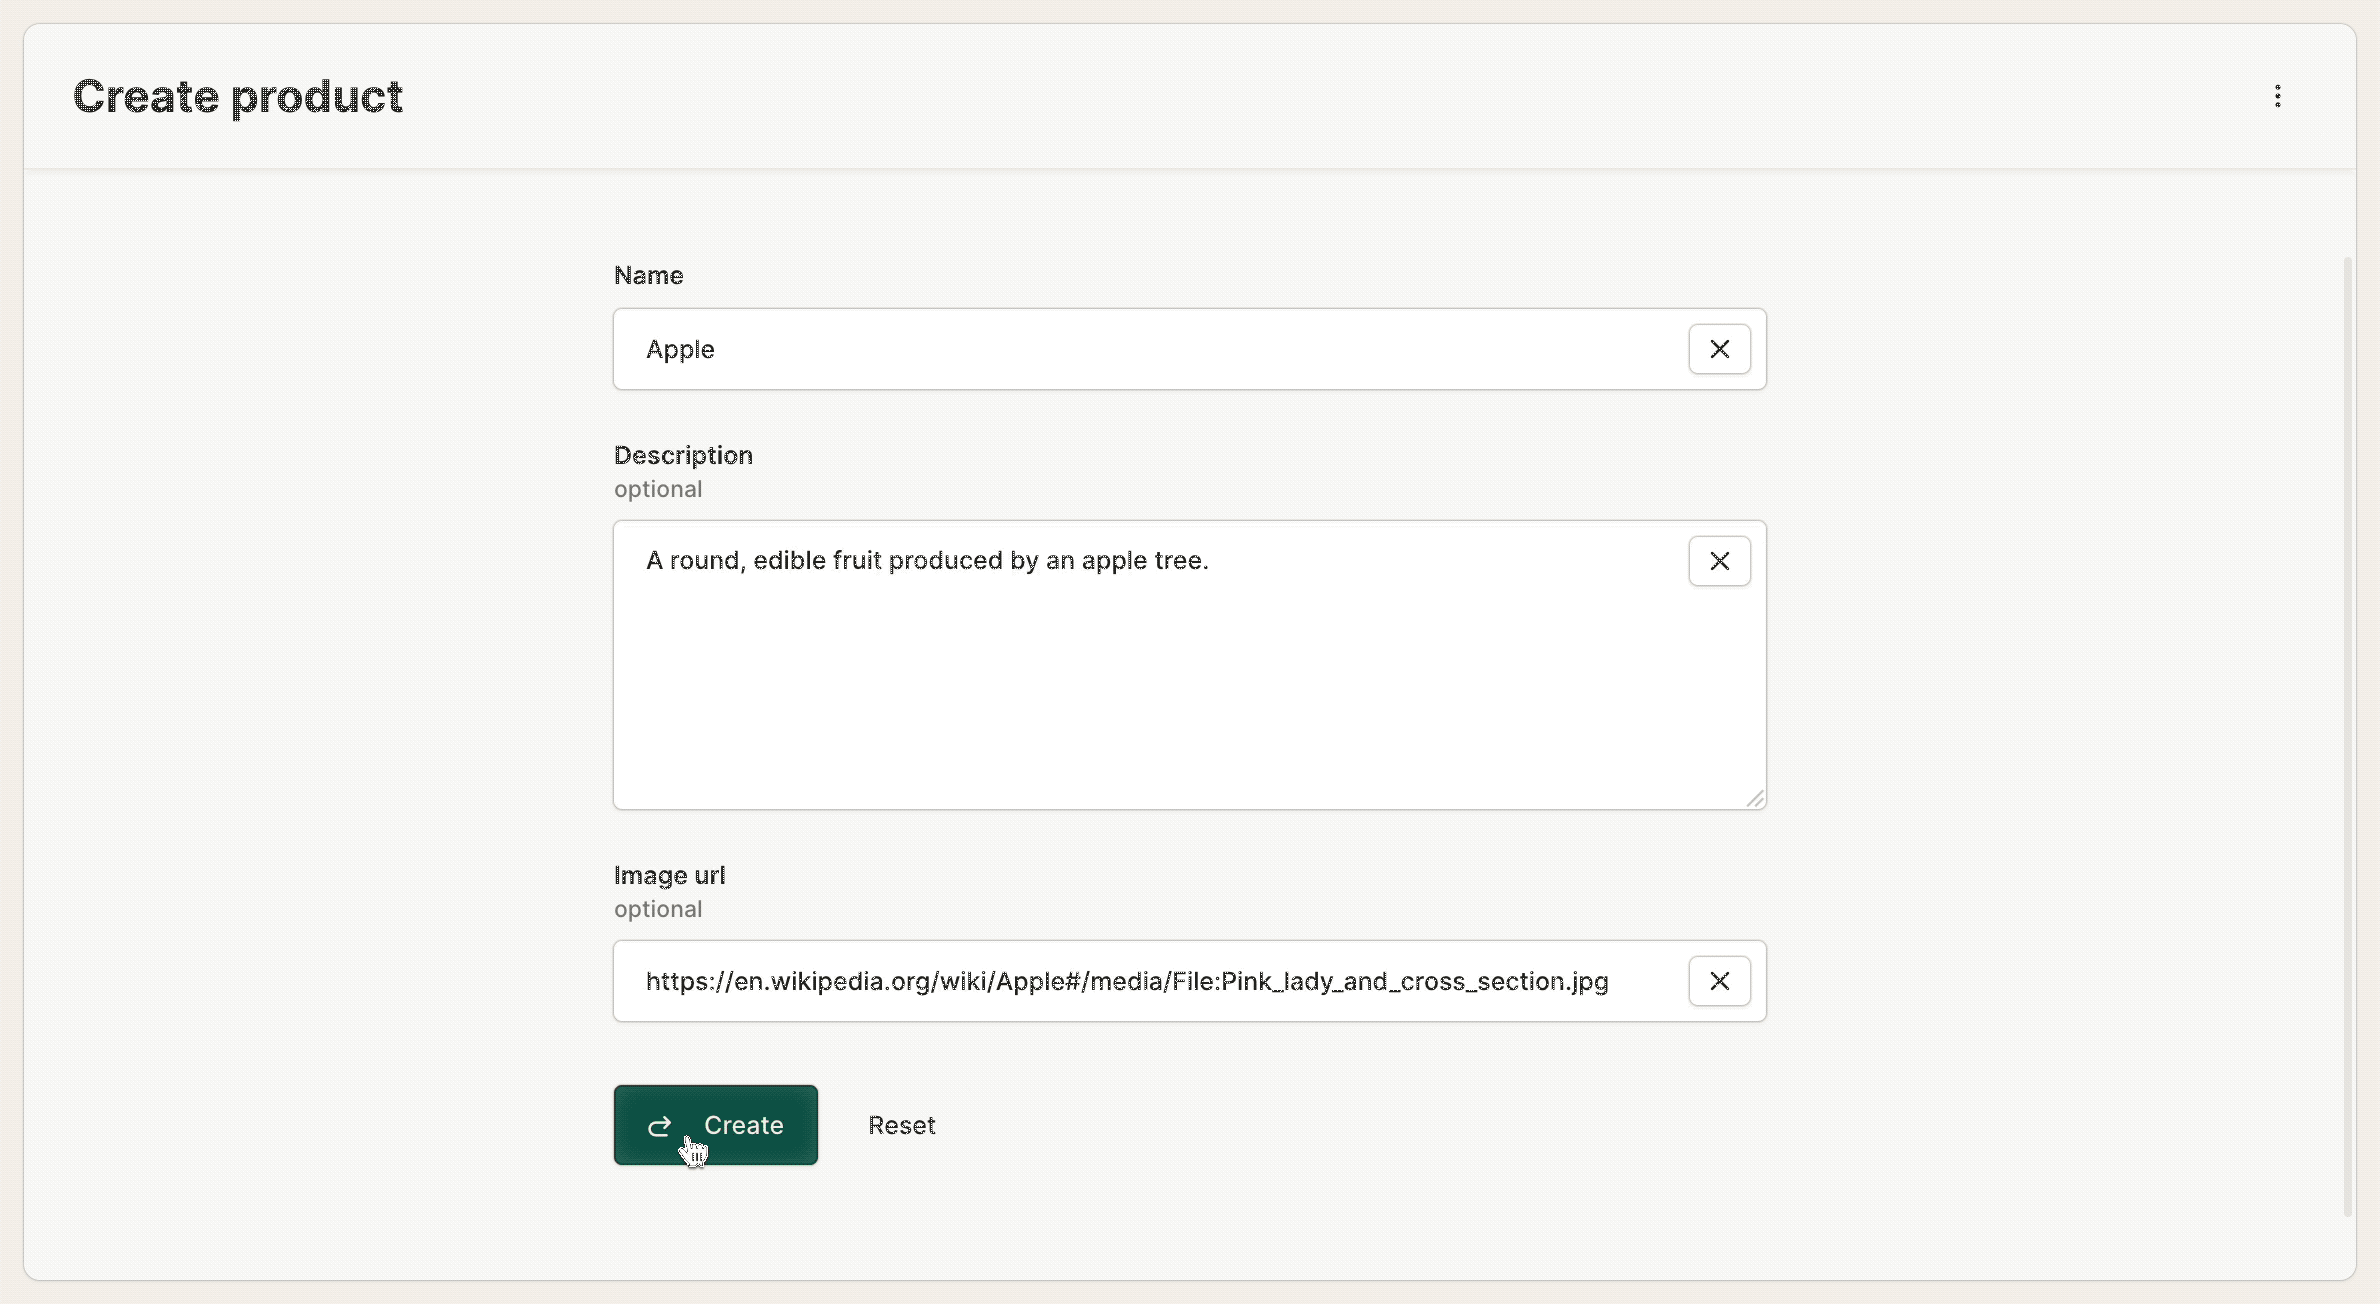 Create product
Name
Apple
Description
optional
A round, edible fruit produced by an apple tree.
Image url
optional
https://en.wikipedia.org/wiki/Apple#/media/File:Pink_lady_and_cross_section.jpg
Create
Reset